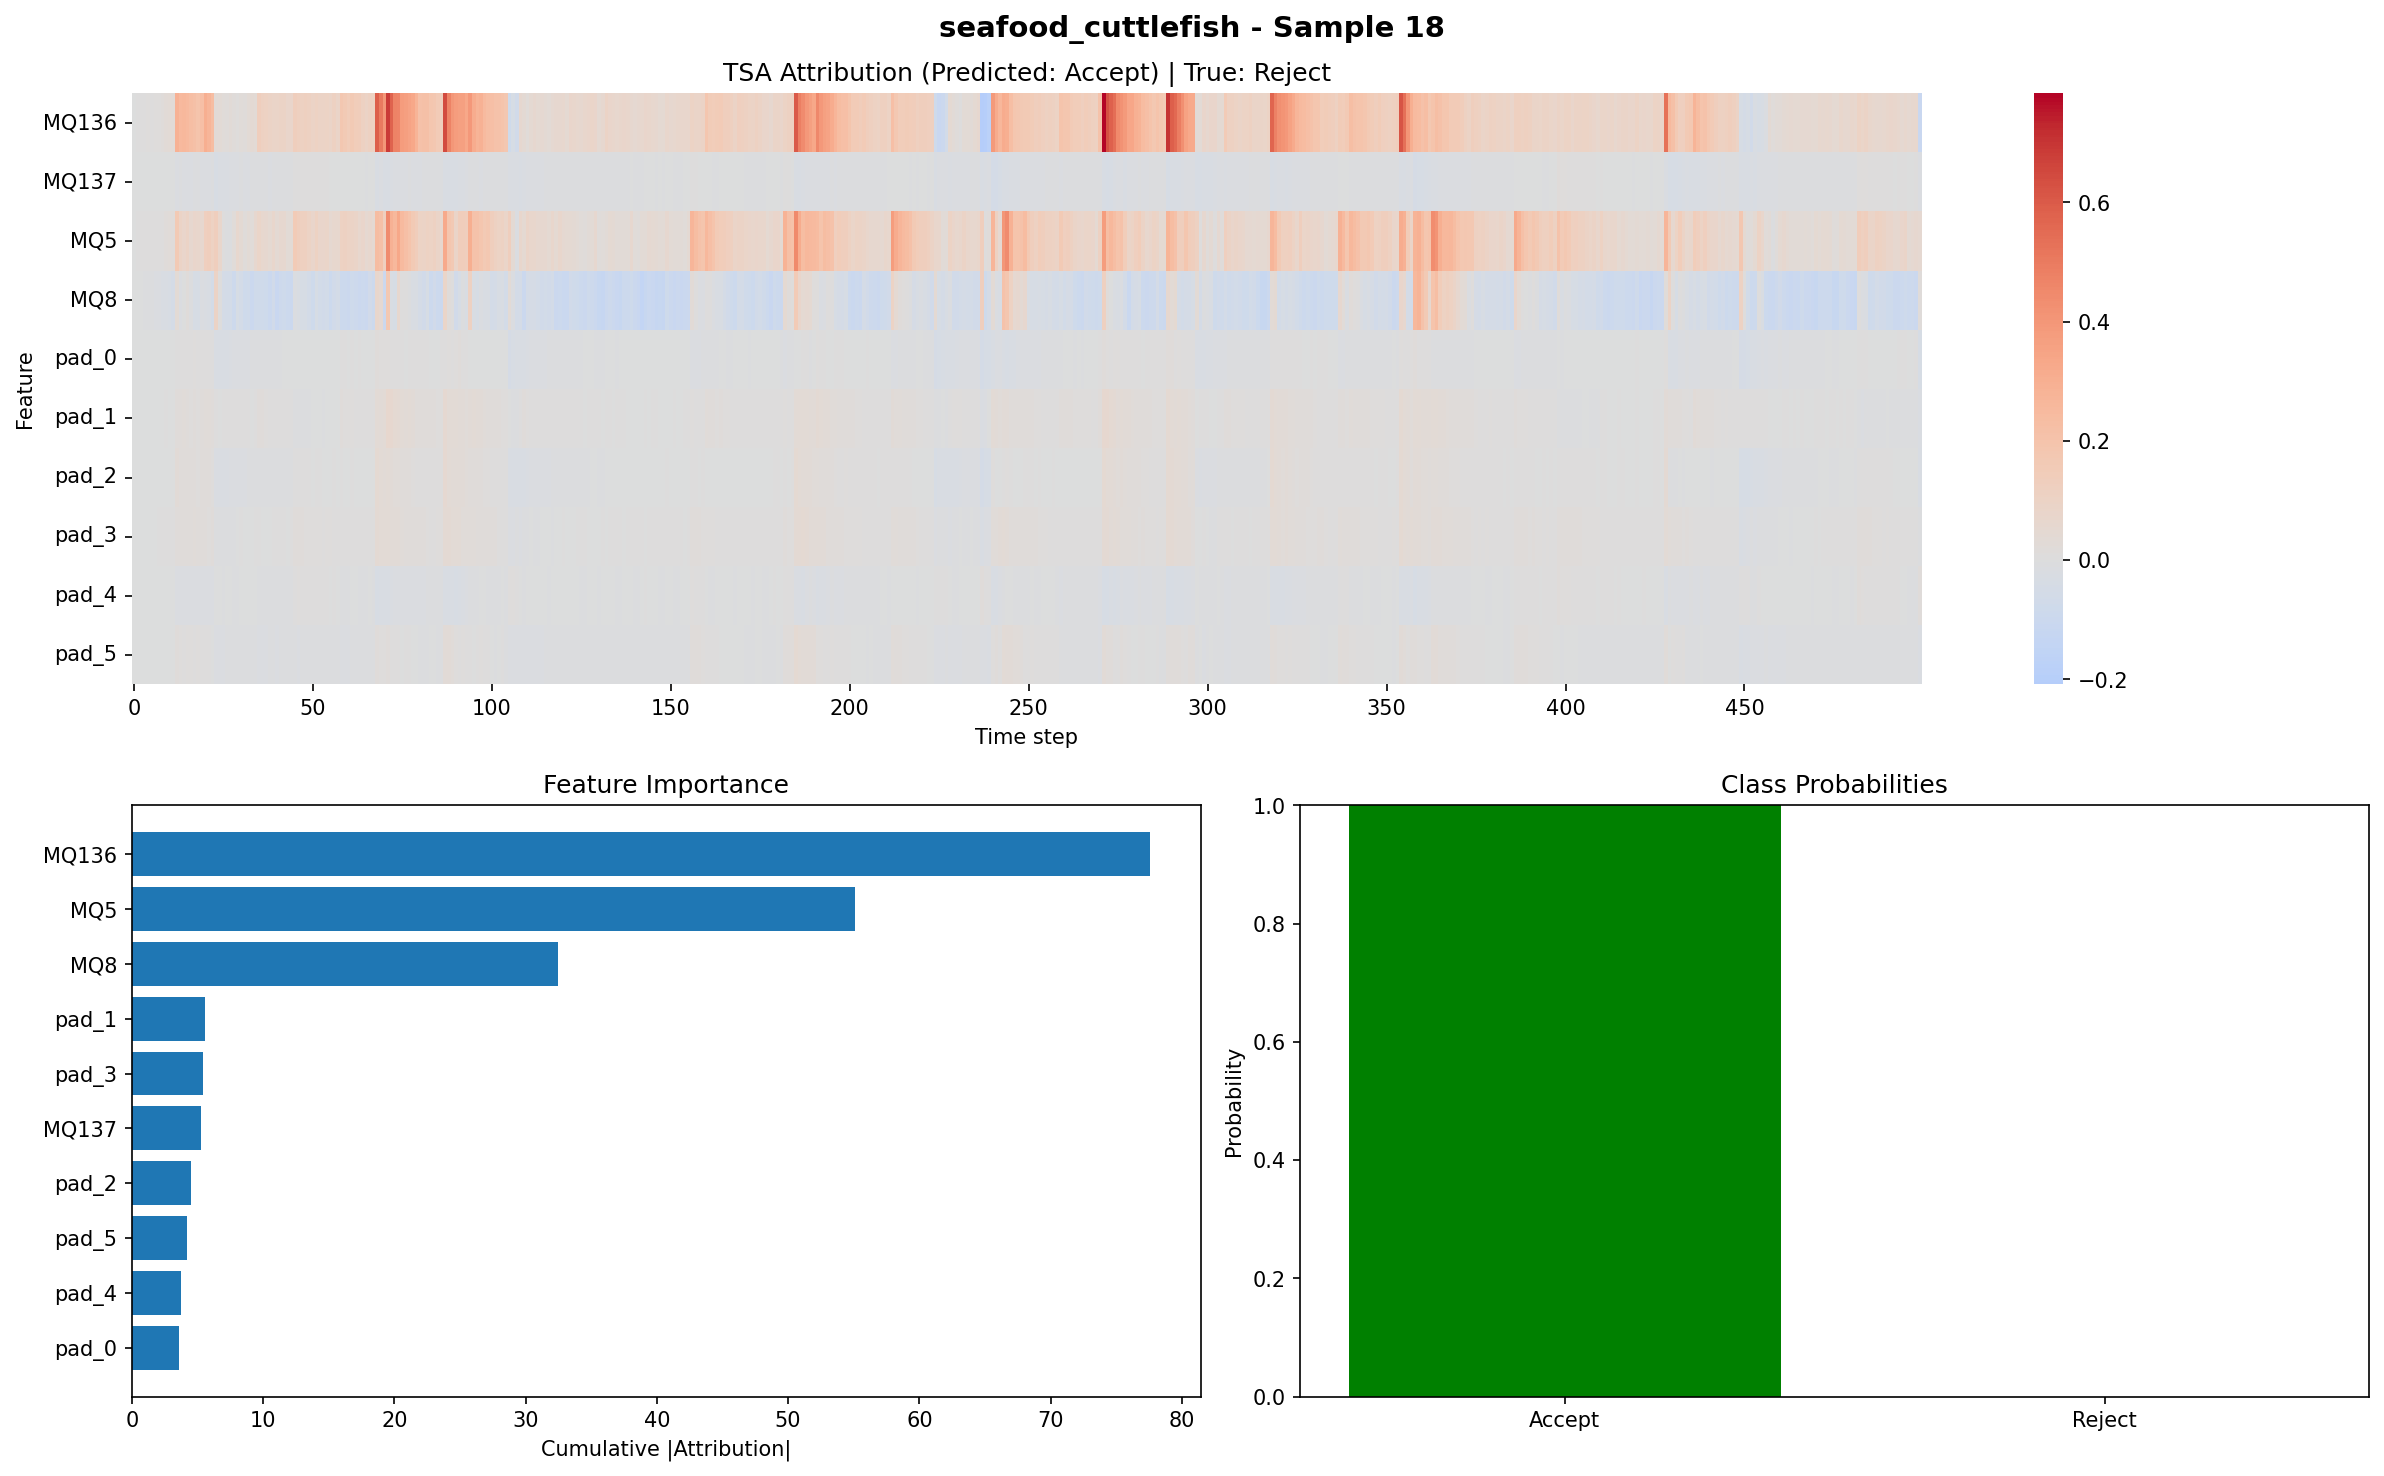 seafood_cuttlefish - Sample 18
TSA Attribution (Predicted: Accept) | True: Reject
Feature
MQ136
MQ137
MQ5
MQ8
pad_0
pad_1
pad_2
pad_3
pad_4
pad_5
0 50 100 150 200 250 300 350 400 450
Time step
0.6
0.4
0.2
0.0
−0.2
Feature Importance
MQ136
MQ5
MQ8
pad_1
pad_3
MQ137
pad_2
pad_5
pad_4
pad_0
0 10 20 30 40 50 60 70 80
Cumulative |Attribution|
Class Probabilities
Probability
1.0
0.8
0.6
0.4
0.2
0.0
Accept Reject